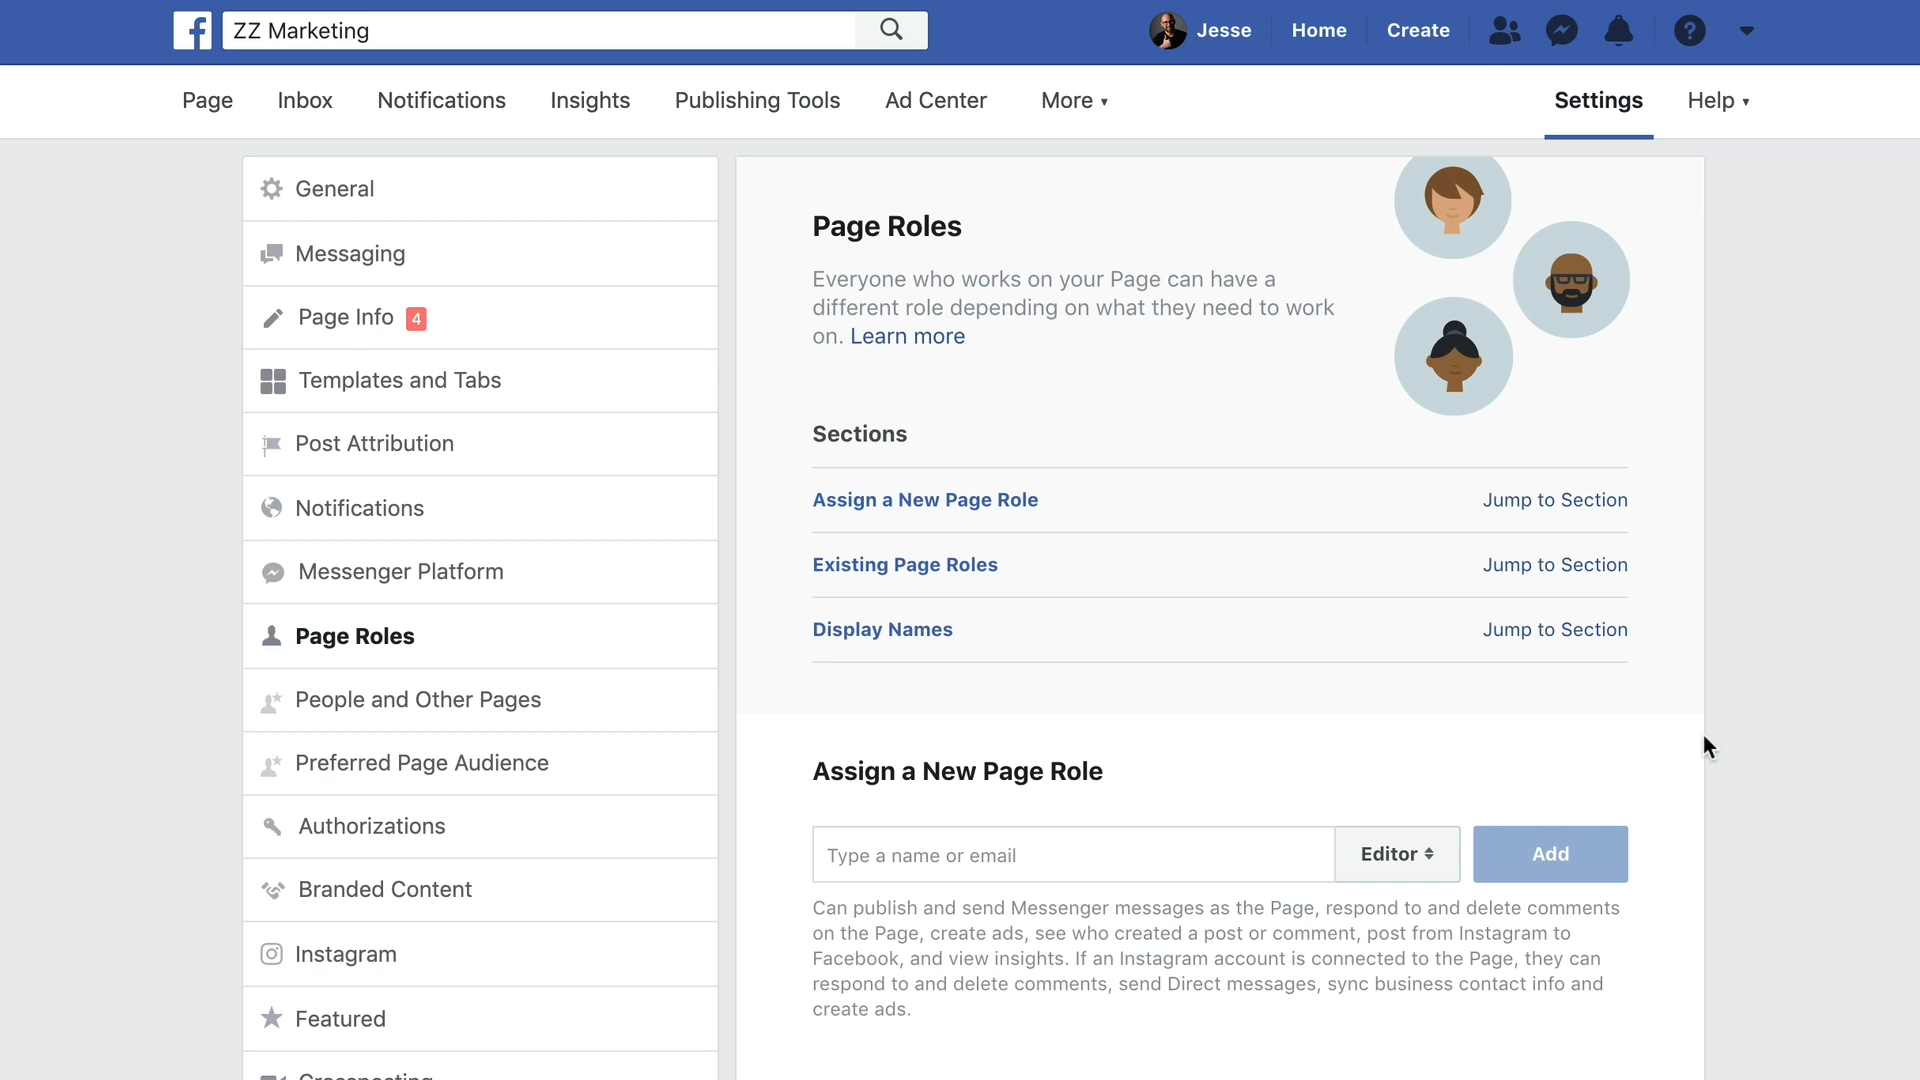 ZZ Marketing
Jesse
Home
Create
Page
Inbox
Notifications
Insights
Publishing Tools
Ad Center
More
Settings
Help
General
Messaging
Page Info 4
Templates and Tabs
Post Attribution
Notifications
Messenger Platform
Page Roles
People and Other Pages
Preferred Page Audience
Authorizations
Branded Content
Instagram
Featured
Crossposting
Page Roles
Everyone who works on your Page can have a
different role depending on what they need to work
on. Learn more
Sections
Assign a New Page Role Jump to Section
Existing Page Roles Jump to Section
Display Names Jump to Section
Assign a New Page Role
Type a name or email
Editor
Add
Can publish and send Messenger messages as the Page, respond to and delete comments
on the Page, create ads, see who created a post or comment, post from Instagram to
Facebook, and view insights. If an Instagram account is connected to the Page, they can
respond to and delete comments, send Direct messages, sync business contact info and
create ads.